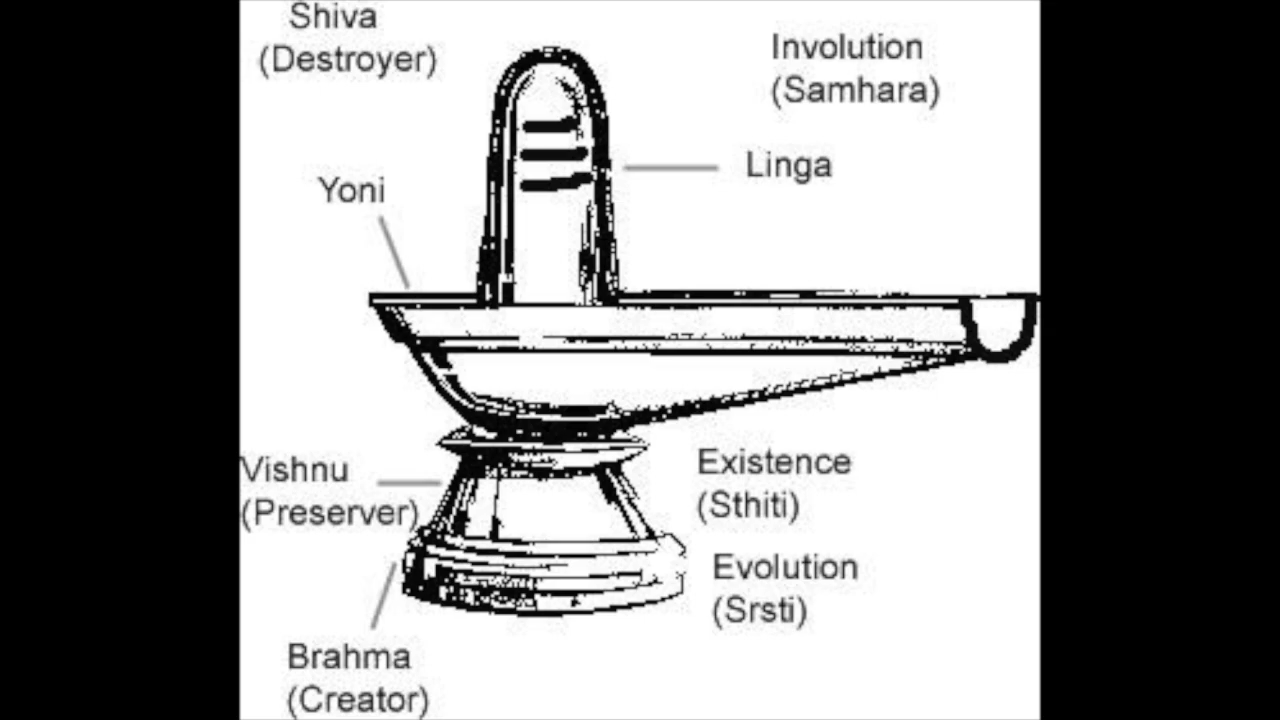 Shiva
(Destroyer)
Involution
(Samhara)
Linga
Yoni
Vishnu
(Preserver)
Existence
(Sthiti)
Evolution
(Srsti)
Brahma
(Creator)